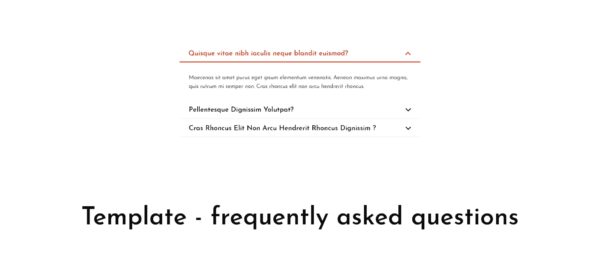 Quisque vitae nibh iaculis neque blandit euismod?
Maecenas sit amet purus eget ipsum elementum venenatis. Aenean maximus urna magna,
quis rutrum mi semper non. Cras rhoncus elit non arcu hendrerit rhoncus
Pellentesque Dignissim Volutpat?
Cras Rhoncus Elit Non Arcu Hendrerit Rhoncus Dignissim ?
Template - frequently asked questions